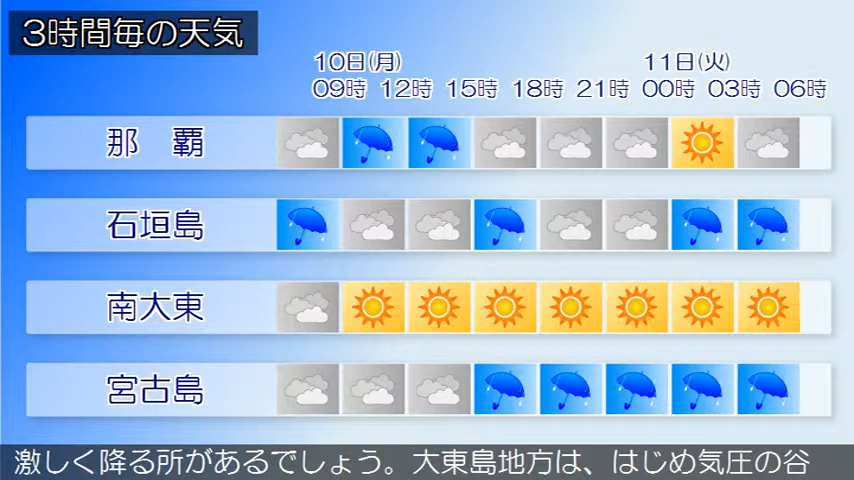 3時間毎の天気
10日(月) 11日(火)
09時 12時 15時 18時 21時 00時 03時 06時
那　覇
石垣島
南大東
宮古島
激しく降る所があるでしょう。大東島地方は、はじめ気圧の谷